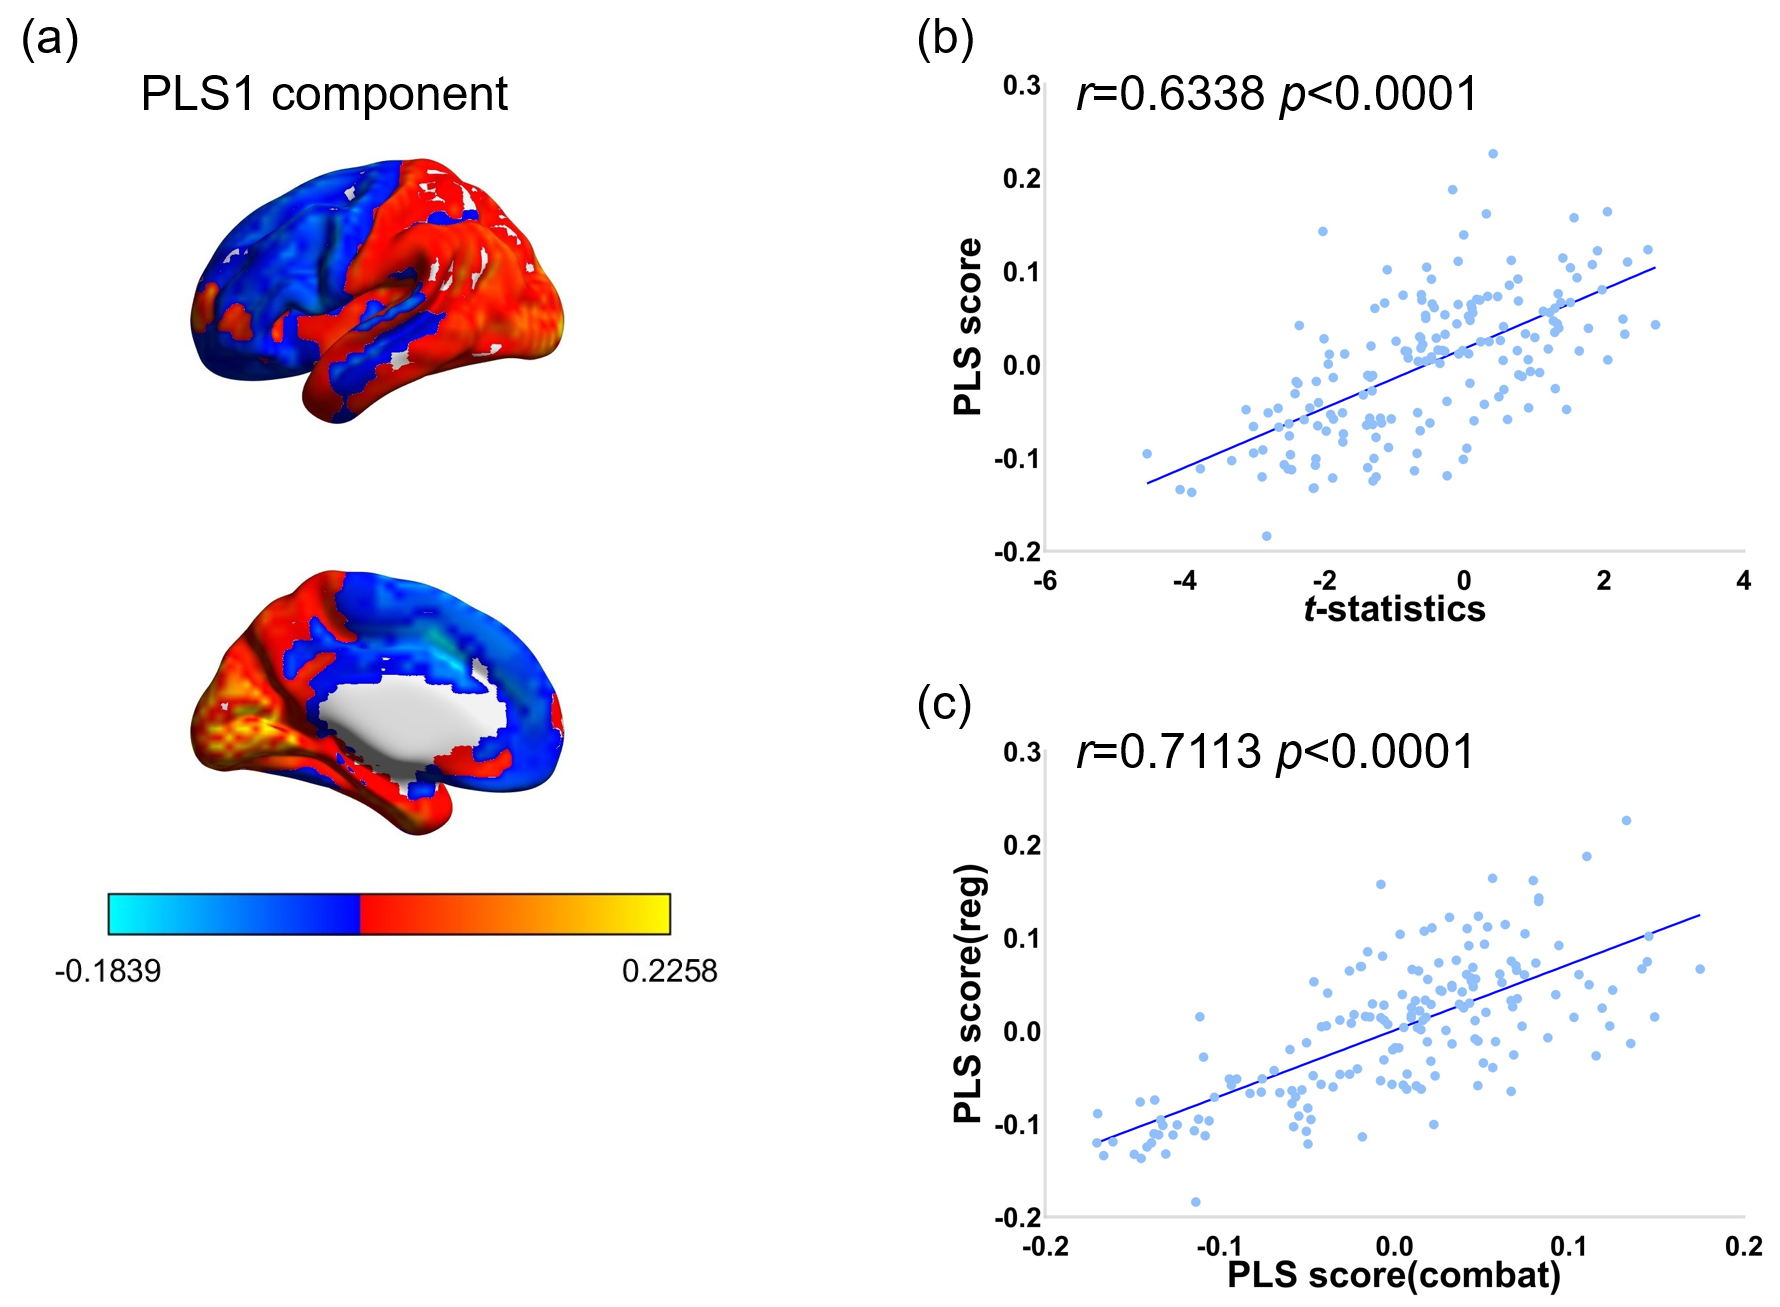 (a)
PLS1 component
-0.1839
0.2258
(b)
r=0.6338 p<0.0001
0.3
0.2
0.1
0.0
-0.1
-0.2
PLS score
-6 -4 -2 0 2 4
t-statistics
(c)
r=0.7113 p<0.0001
0.3
0.2
0.1
0.0
-0.1
-0.2
PLS score(reg)
-0.2 -0.1 0.0 0.1 0.2
PLS score(combat)